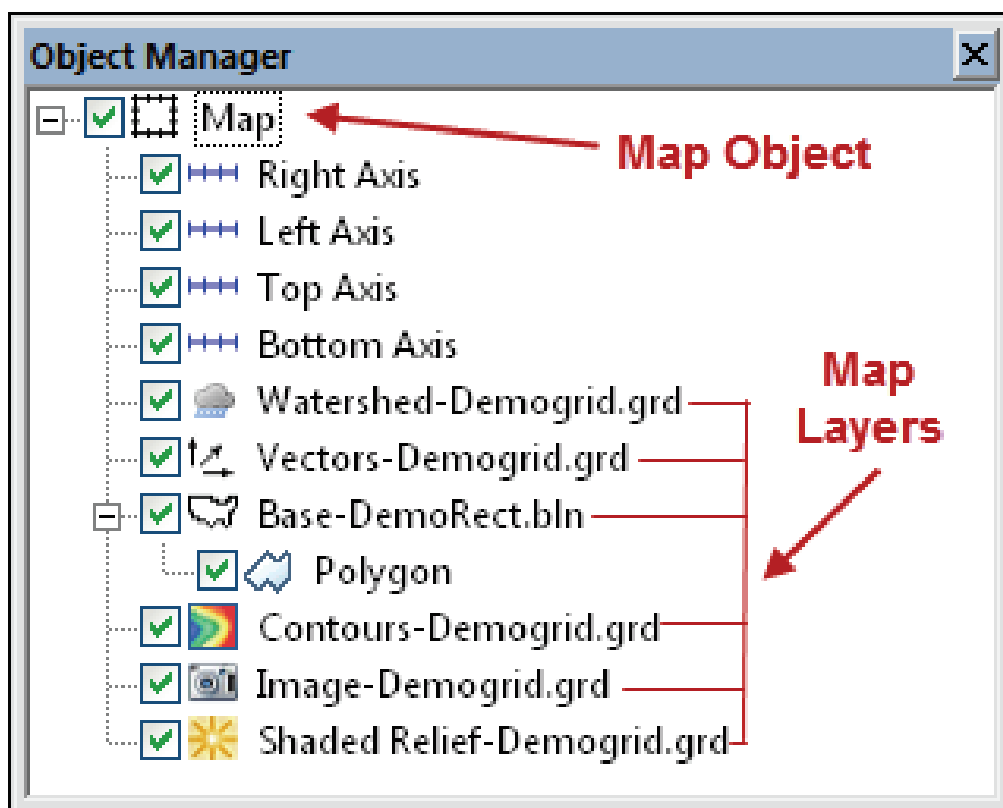 Object Manager
Map
Map Object
Right Axis
Left Axis
Top Axis
Bottom Axis
Map
Layers
Watershed-Demogrid.grd
Vectors-Demogrid.grd
Base-DemoRect.bln
Polygon
Contours-Demogrid.grd
Image-Demogrid.grd
Shaded Relief-Demogrid.grd